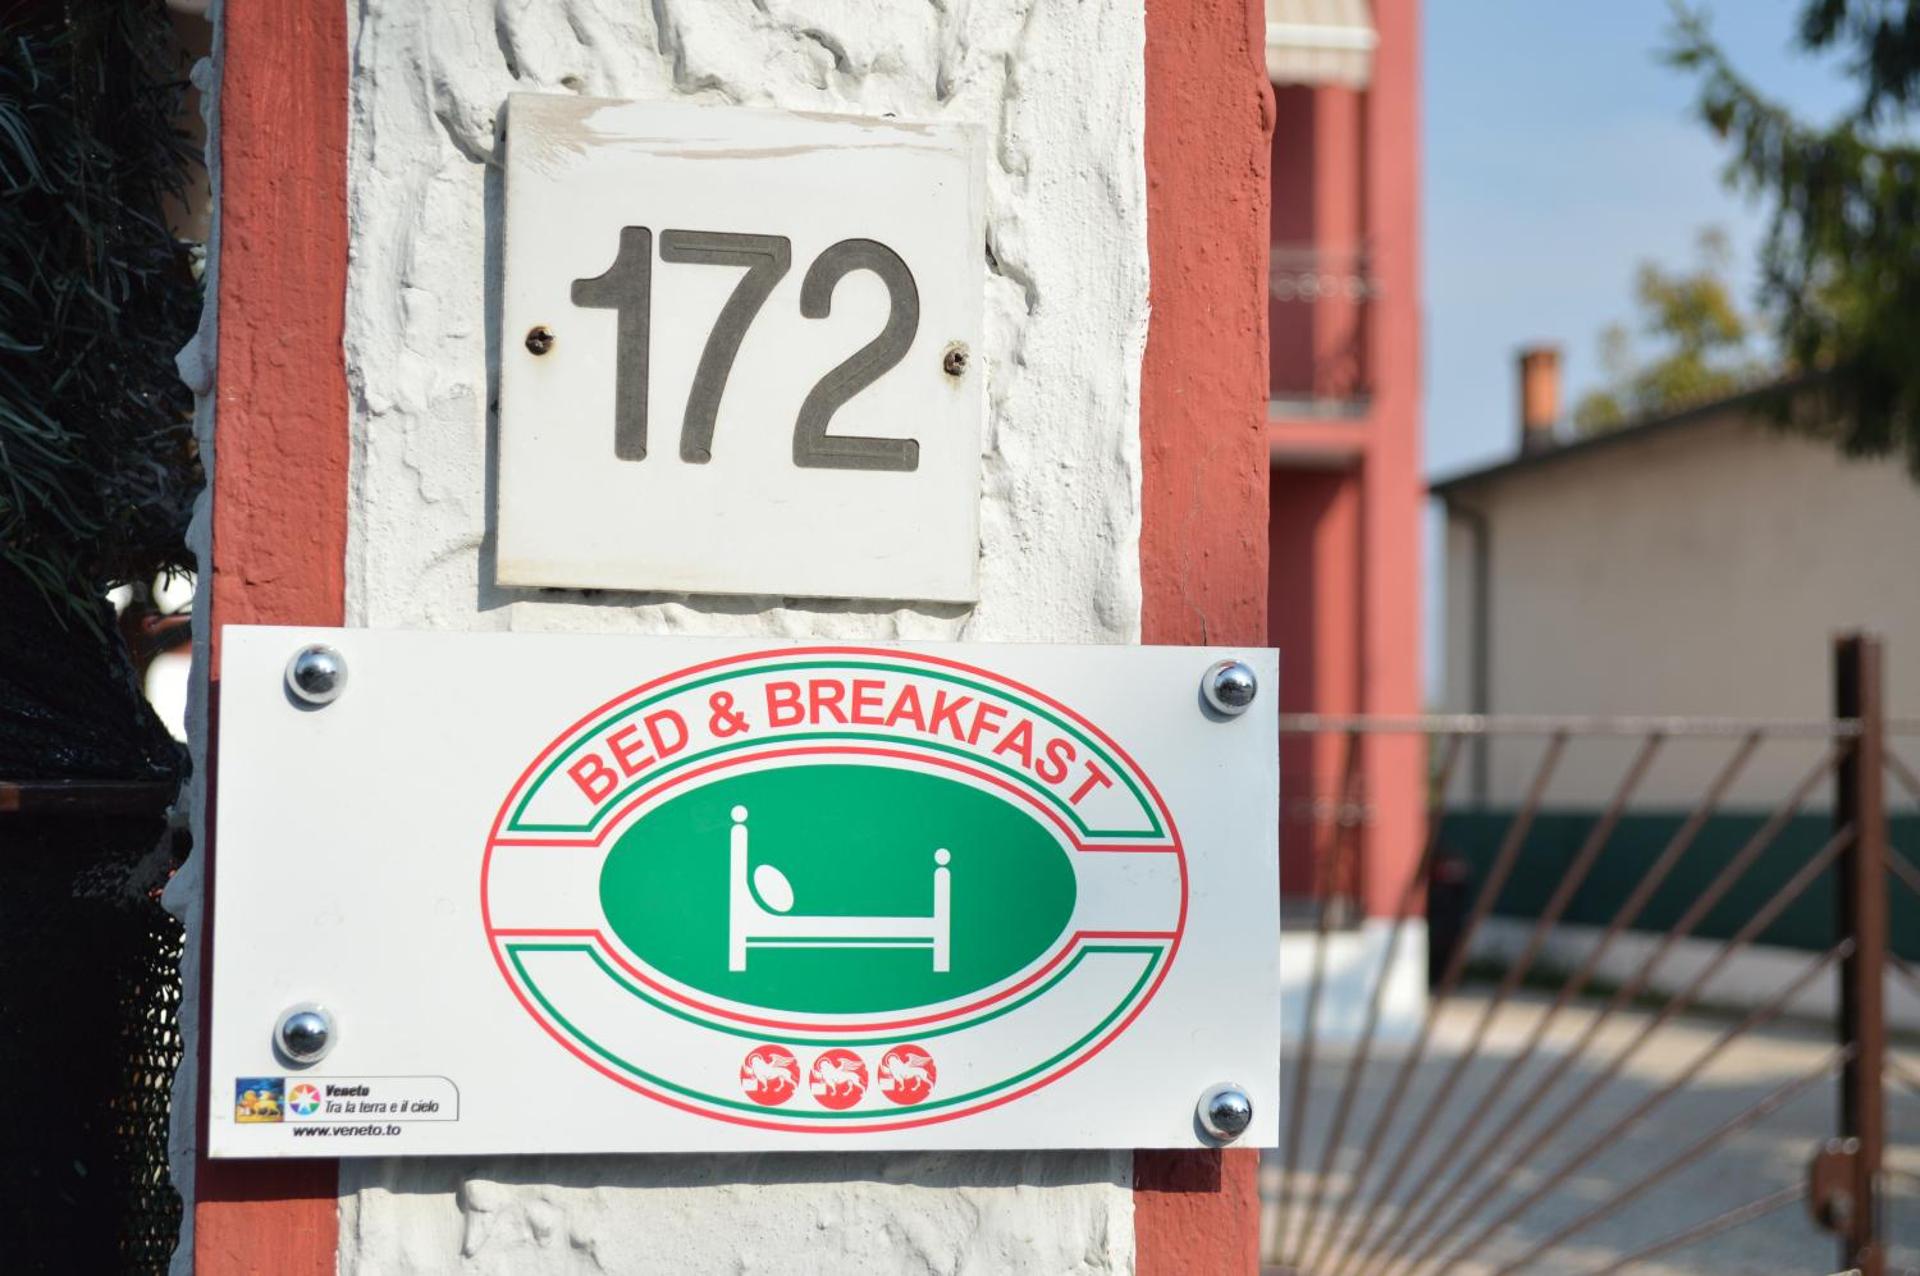 172
BED & BREAKFAST
Veneto
Tra la terra e il cielo
www.veneto.to